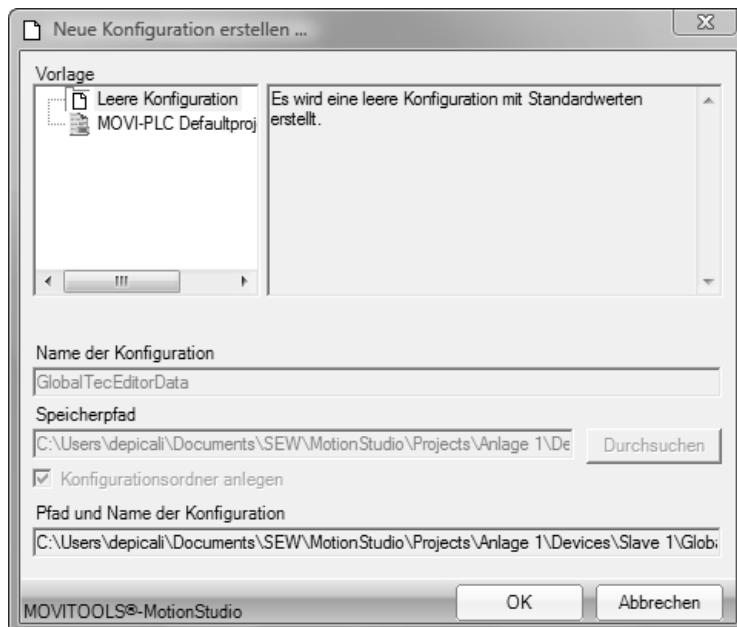 Neue Konfiguration erstellen ...
Vorlage
Leere Konfiguration
MOVI-PLC Defaultproj
Es wird eine leere Konfiguration mit Standardwerten
erstellt.
Name der Konfiguration
GlobalTecEditorData
Speicherpfad
C:\Users\depicali\Documents\SEW\MotionStudio\Projects\Anlage 1\De
Durchsuchen
Konfigurationsordner anlegen
Pfad und Name der Konfiguration
C:\Users\depicali\Documents\SEW\MotionStudio\Projects\Anlage 1\Devices\Slave 1\Globa
MOVITOOLS®-MotionStudio
OK
Abbrechen